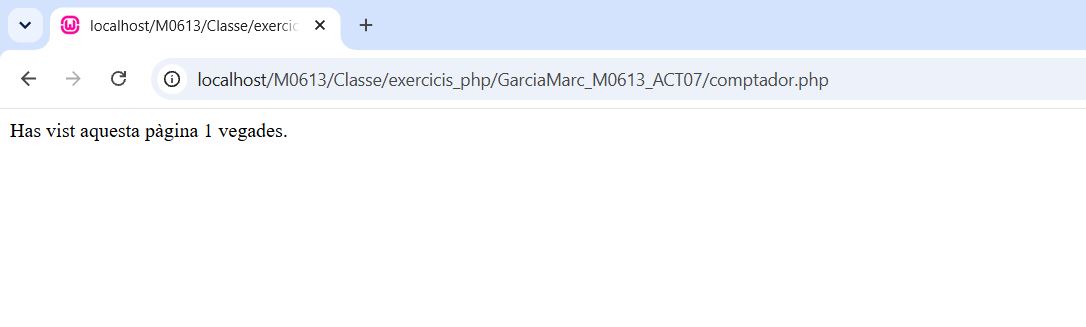 localhost/M0613/Classe/exercic
localhost/M0613/Classe/exercicis_php/GarciaMarc_M0613_ACT07/comptador.php
Has vist aquesta pàgina 1 vegades.